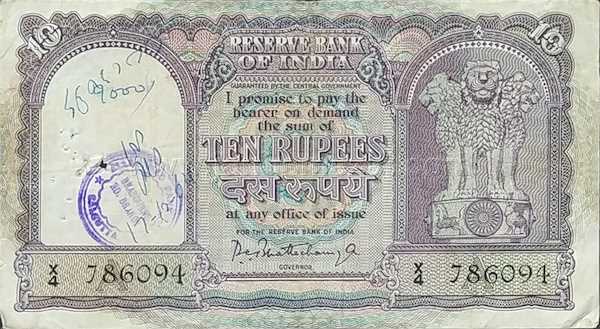 10
RESERVE BANK
OF INDIA
10
GUARANTEED BY THE CENTRAL GOVERNMENT
I promise to pay the
bearer on demand
the sum of
TEN RUPEES
दस रुपये
at any office of issue
FOR THE RESERVE BANK OF INDIA
GOVERNOR
X/4 786094
X/4 786094